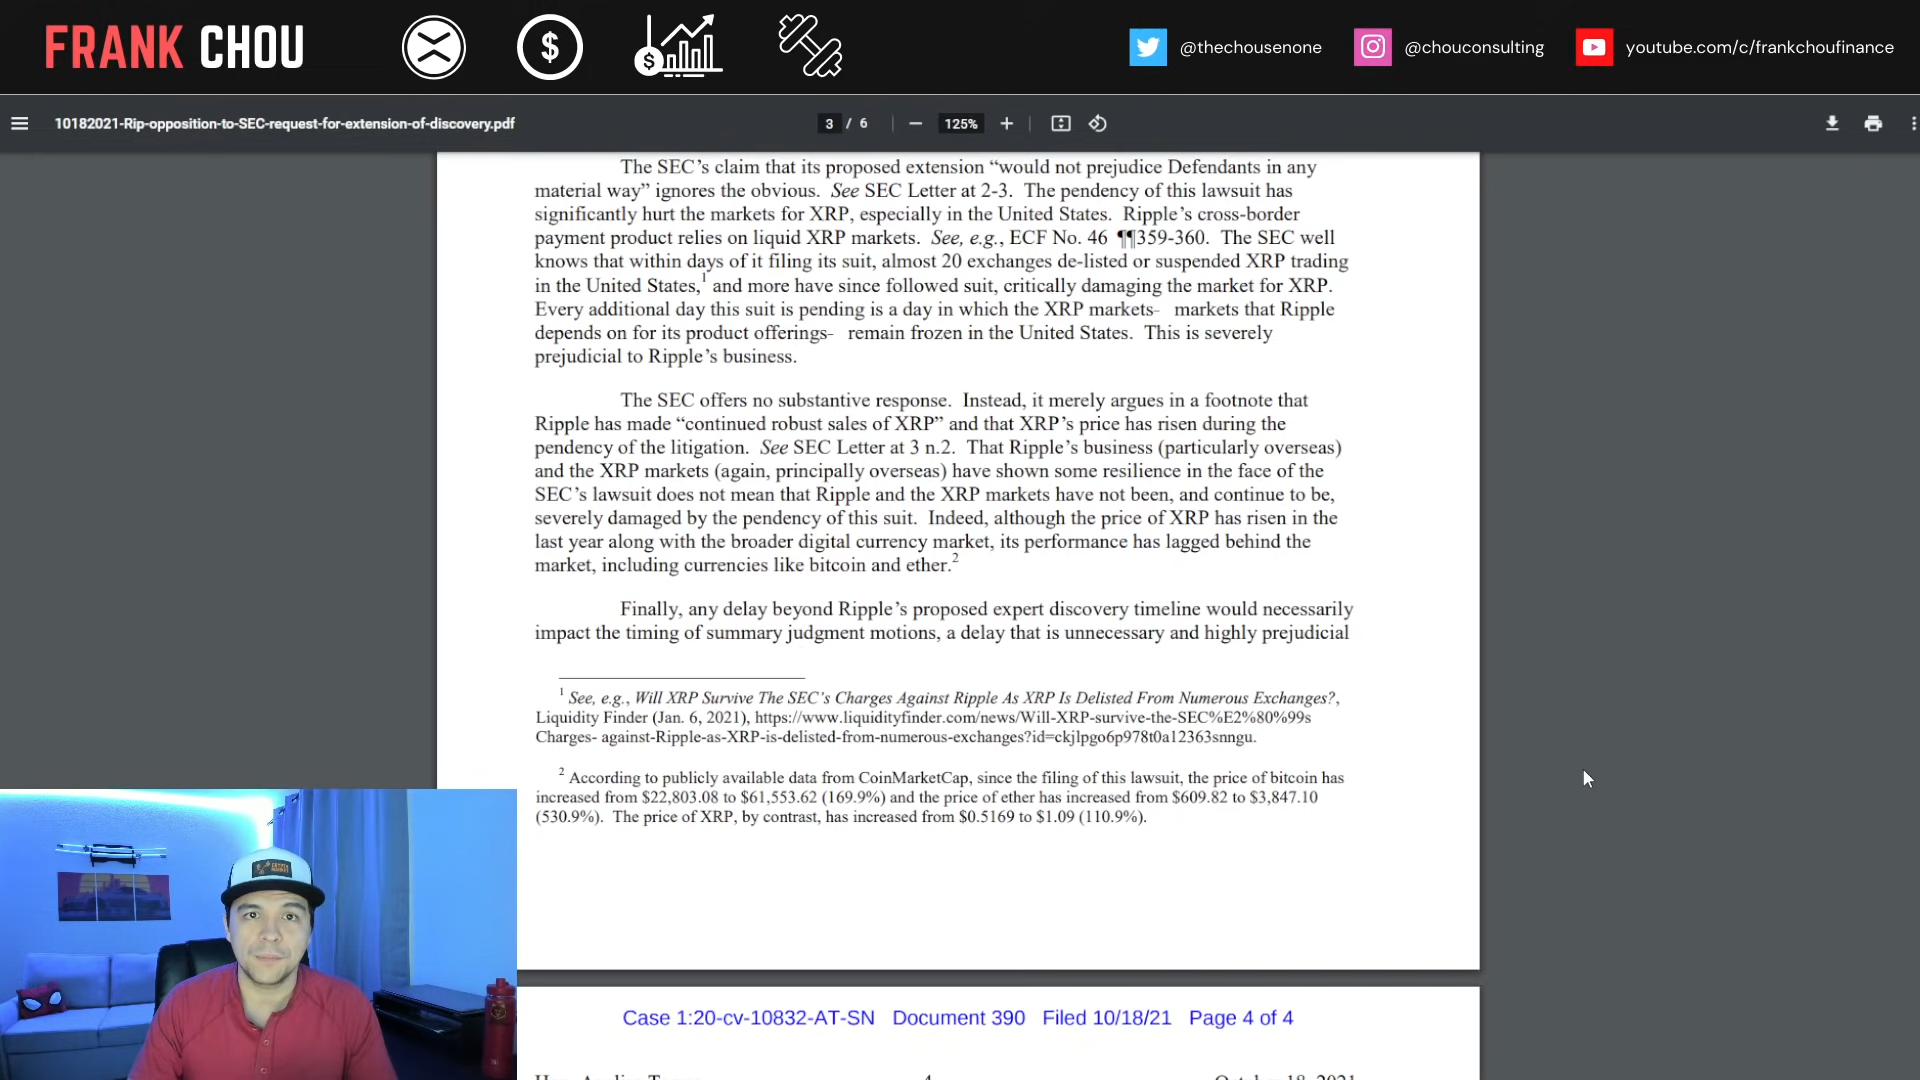 FRANK CHOU
@thechousenone
@chouconsulting
youtube.com/c/frankchoufinance
10182021-Rip-opposition-to-SEC-request-for-extension-of-discovery.pdf
3 / 6
125%
The SEC’s claim that its proposed extension “would not prejudice Defendants in any
material way” ignores the obvious. See SEC Letter at 2-3. The pendency of this lawsuit has
significantly hurt the markets for XRP, especially in the United States. Ripple’s cross-border
payment product relies on liquid XRP markets. See, e.g., ECF No. 46 ¶¶359-360. The SEC well
knows that within days of it filing its suit, almost 20 exchanges de-listed or suspended XRP trading
in the United States,1 and more have since followed suit, critically damaging the market for XRP.
Every additional day this suit is pending is a day in which the XRP markets- markets that Ripple
depends on for its product offerings- remain frozen in the United States. This is severely
prejudicial to Ripple’s business.
The SEC offers no substantive response. Instead, it merely argues in a footnote that
Ripple has made “continued robust sales of XRP” and that XRP’s price has risen during the
pendency of the litigation. See SEC Letter at 3 n.2. That Ripple’s business (particularly overseas)
and the XRP markets (again, principally overseas) have shown some resilience in the face of the
SEC’s lawsuit does not mean that Ripple and the XRP markets have not been, and continue to be,
severely damaged by the pendency of this suit. Indeed, although the price of XRP has risen in the
last year along with the broader digital currency market, its performance has lagged behind the
market, including currencies like bitcoin and ether.2
Finally, any delay beyond Ripple’s proposed expert discovery timeline would necessarily
impact the timing of summary judgment motions, a delay that is unnecessary and highly prejudicial
1 See, e.g., Will XRP Survive The SEC’s Charges Against Ripple As XRP Is Delisted From Numerous Exchanges?,
Liquidity Finder (Jan. 6, 2021), https://www.liquidityfinder.com/news/Will-XRP-survive-the-SEC%E2%80%99s
Charges- against-Ripple-as-XRP-is-delisted-from-numerous-exchanges?id=ckjlpgo6p978t0a12363snngu.
2 According to publicly available data from CoinMarketCap, since the filing of this lawsuit, the price of bitcoin has
increased from $22,803.08 to $61,553.62 (169.9%) and the price of ether has increased from $609.82 to $3,847.10
(530.9%). The price of XRP, by contrast, has increased from $0.5169 to $1.09 (110.9%).
Case 1:20-cv-10832-AT-SN Document 390 Filed 10/18/21 Page 4 of 4